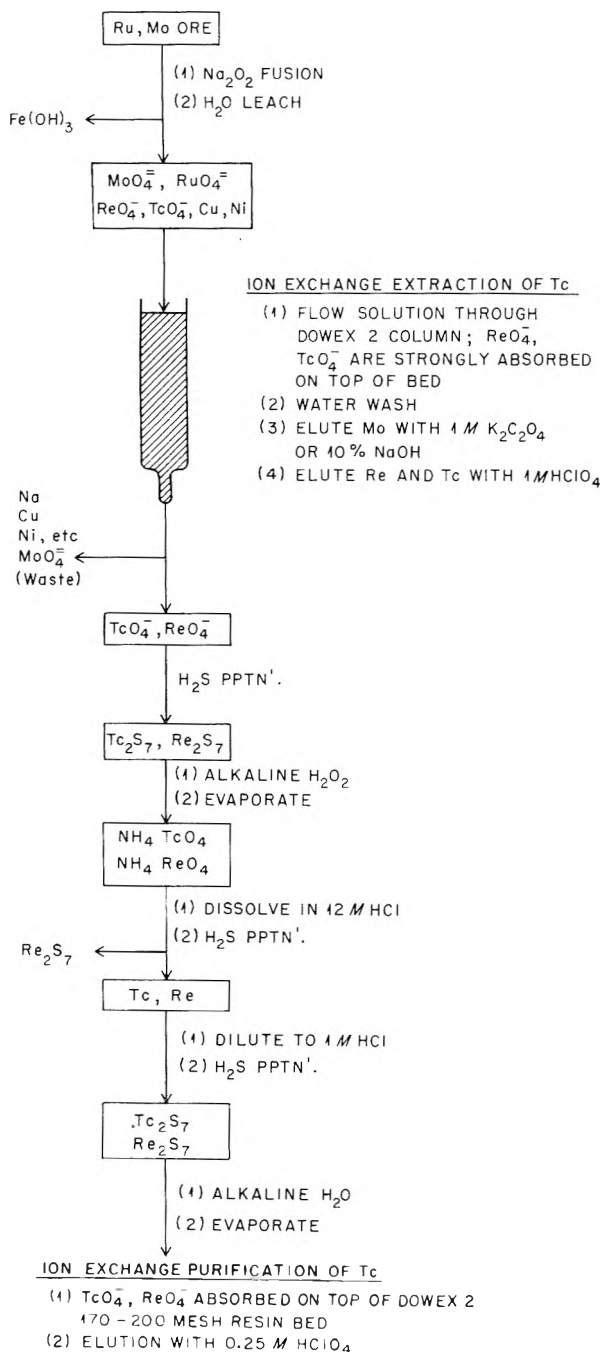 Ru, Mo ORE
(1) Na₂O₂ FUSION
(2) H₂O LEACH
Fe(OH)₃
MoO₄⁼, RuO₄⁼
ReO₄⁻, TcO₄⁻, Cu, Ni
ION EXCHANGE EXTRACTION OF Tc
(1) FLOW SOLUTION THROUGH
DOWEX 2 COLUMN; ReO₄⁻,
TcO₄⁻ ARE STRONGLY ABSORBED
ON TOP OF BED
(2) WATER WASH
(3) ELUTE Mo WITH 1 M K₂C₂O₄
OR 10% NaOH
(4) ELUTE Re AND Tc WITH 1M HClO₄
Na
Cu
Ni, etc
MoO₄⁼
(Waste)
TcO₄⁻, ReO₄⁻
H₂S PPTN'.
Tc₂S₇, Re₂S₇
(1) ALKALINE H₂O₂
(2) EVAPORATE
NH₄ TcO₄
NH₄ ReO₄
(1) DISSOLVE IN 12 M HCl
(2) H₂S PPTN'.
Re₂S₇
Tc, Re
(1) DILUTE TO 1 M HCl
(2) H₂S PPTN'.
Tc₂S₇
Re₂S₇
(1) ALKALINE H₂O
(2) EVAPORATE
ION EXCHANGE PURIFICATION OF Tc
(1) TcO₄⁻, ReO₄⁻ ABSORBED ON TOP OF DOWEX 2
170-200 MESH RESIN BED
(2) ELUTION WITH 0.25 M HClO₄